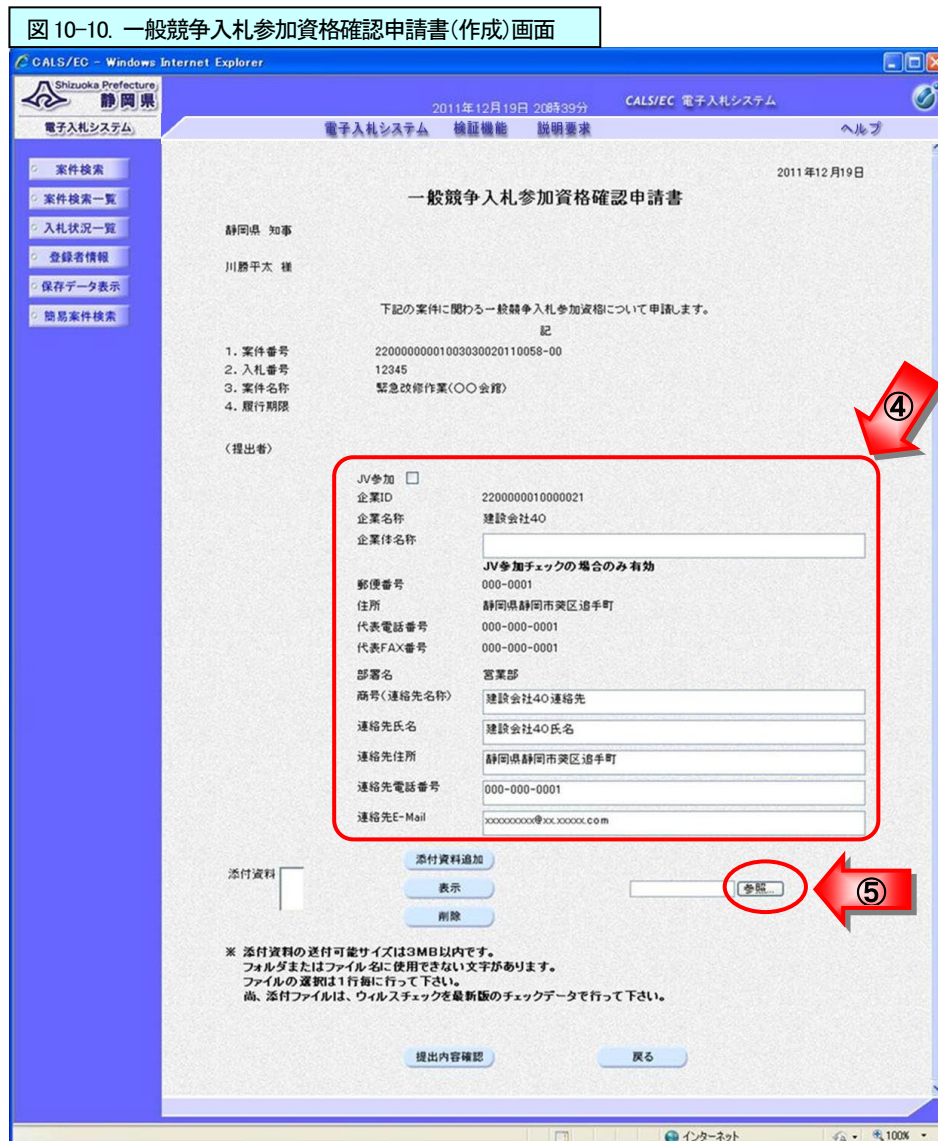 図 10-10. 一般競争入札参加資格確認申請書(作成)画面
CALS/EC - Windows Internet Explorer
Shizuoka Prefecture
静岡県
2011年12月19日 20時39分
CALS/EC 電子入札システム
電子入札システム
電子入札システム 検証機能 説明要求 ヘルプ
案件検索
案件検索一覧
入札状況一覧
登録者情報
保存データ表示
簡易案件検索
2011年12月19日
一般競争入札参加資格確認申請書
静岡県 知事
川勝平太 様
下記の案件に関わる一般競争入札参加資格について申請します。
記
1. 案件番号 22000000001003030020110058-00
2. 入札番号 12345
3. 案件名称 緊急改修作業(〇〇会館)
4. 履行期限
④
(提出者)
JV参加
企業ID 2200000010000021
企業名称 建設会社40
企業体名称
JV参加チェックの場合のみ有効
郵便番号 000-0001
住所 静岡県静岡市葵区追手町
代表電話番号 000-000-0001
代表FAX番号 000-000-0001
部署名 営業部
商号(連絡先名称) 建設会社40連絡先
連絡先氏名 建設会社40氏名
連絡先住所 静岡県静岡市葵区追手町
連絡先電話番号 000-000-0001
連絡先E-Mail xxxxxxxxx@xx.xxxxx.com
添付資料
添付資料追加
表示
削除
参照...
⑤
※ 添付資料の送付可能サイズは3MB以内です。
フォルダまたはファイル名に使用できない文字があります。
ファイルの選択は1行毎に行って下さい。
尚、添付ファイルは、ウィルスチェックを最新版のチェックデータで行って下さい。
提出内容確認 戻る
インターネット 100%